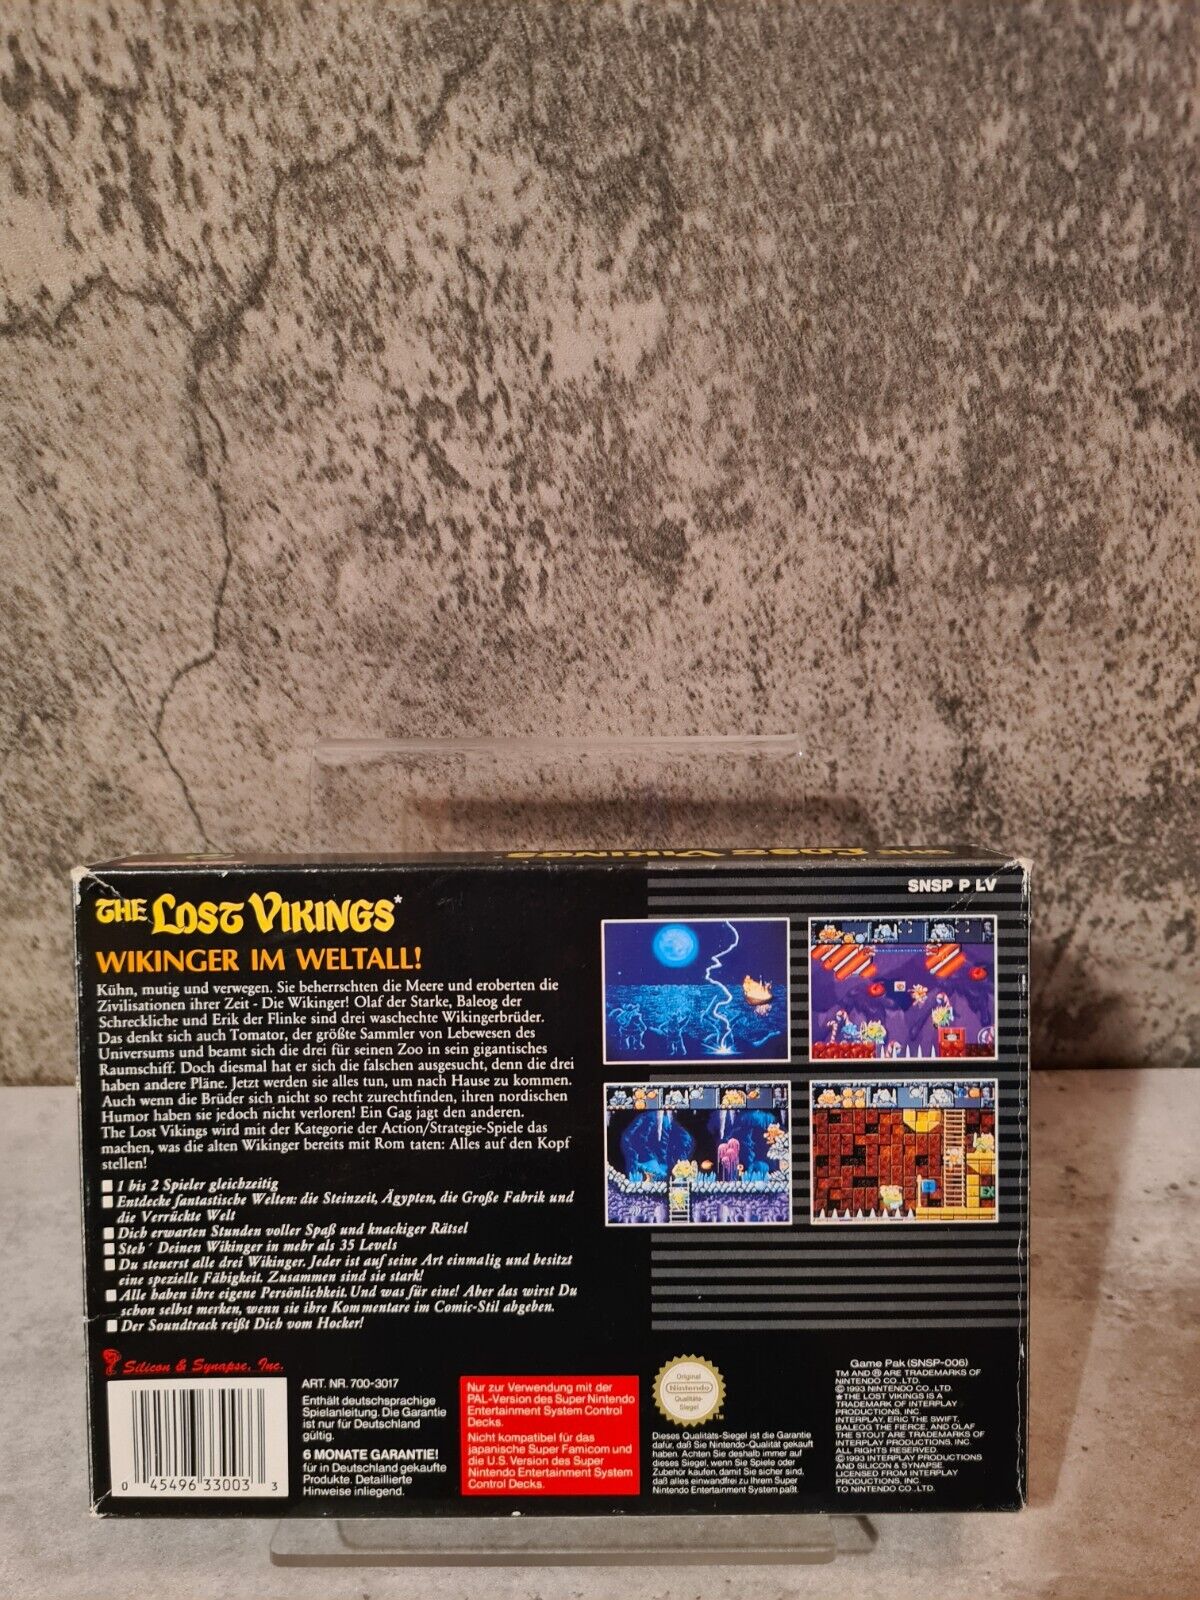 THE LOST VIKINGS
SNSP P LV
THE LOST VIKINGS*
WIKINGER IM WELTALL!
Kühn, mutig und verwegen. Sie beherrschten die Meere und eroberten die
Zivilisationen ihrer Zeit - Die Wikinger! Olaf der Starke, Baleog der
Schreckliche und Erik der Flinke sind drei waschechte Wikingerbrüder.
Das denkt sich auch Tomator, der größte Sammler von Lebewesen des
Universums und beamt sich die drei für seinen Zoo in sein gigantisches
Raumschiff. Doch diesmal hat er sich die falschen ausgesucht, denn die drei
haben andere Pläne. Jetzt werden sie alles tun, um nach Hause zu kommen.
Auch wenn die Brüder sich nicht so recht zurechtfinden, ihren nordischen
Humor haben sie jedoch nicht verloren! Ein Gag jagt den anderen.
The Lost Vikings wird mit der Kategorie der Action/Strategie-Spiele das
machen, was die alten Wikinger bereits mit Rom taten: Alles auf den Kopf
stellen!
1 bis 2 Spieler gleichzeitig
Entdecke fantastische Welten: die Steinzeit, Ägypten, die Große Fabrik und
die Verrückte Welt
Dich erwarten Stunden voller Spaß und knackiger Rätsel
Steh´ Deinen Wikinger in mehr als 35 Levels
Du steuerst alle drei Wikinger. Jeder ist auf seine Art einmalig und besitzt
eine spezielle Fähigkeit. Zusammen sind sie stark!
Alle haben ihre eigene Persönlichkeit. Und was für eine! Aber das wirst Du
schon selbst merken, wenn sie ihre Kommentare im Comic-Stil abgeben.
Der Soundtrack reißt Dich vom Hocker!
EX
Silicon & Synapse, Inc.
0 45496 33003 3
ART. NR. 700-3017
Enthält deutschsprachige
Spielanleitung. Die Garantie
ist nur für Deutschland
gültig.
6 MONATE GARANTIE!
für in Deutschland gekaufte
Produkte. Detaillierte
Hinweise inliegend.
Nur zur Verwendung mit der
PAL-Version des Super Nintendo
Entertainment System Control
Decks.
Nicht kompatibel für das
japanische Super Famicom und
die U.S. Version des Super
Nintendo Entertainment System
Control Decks.
Original
Nintendo
Qualitäts-
Siegel
TM
Dieses Qualitäts-Siegel ist die Garantie
dafür, daß Sie Nintendo-Qualität gekauft
haben. Achten Sie deshalb immer auf
dieses Siegel, wenn Sie Spiele oder
Zubehör kaufen, damit Sie sicher sind,
daß alles einwandfrei zu Ihrem Super
Nintendo Entertainment System paßt.
Game Pak (SNSP-006)
TM AND ® ARE TRADEMARKS OF
NINTENDO CO., LTD.
© 1993 NINTENDO CO., LTD.
*THE LOST VIKINGS IS A
TRADEMARK OF INTERPLAY
PRODUCTIONS, INC.
INTERPLAY, ERIC THE SWIFT,
BALEOG THE FIERCE, AND OLAF
THE STOUT ARE TRADEMARKS OF
INTERPLAY PRODUCTIONS, INC.
ALL RIGHTS RESERVED.
© 1993 INTERPLAY PRODUCTIONS
AND SILICON & SYNAPSE.
LICENSED FROM INTERPLAY
PRODUCTIONS, INC.
TO NINTENDO CO., LTD.